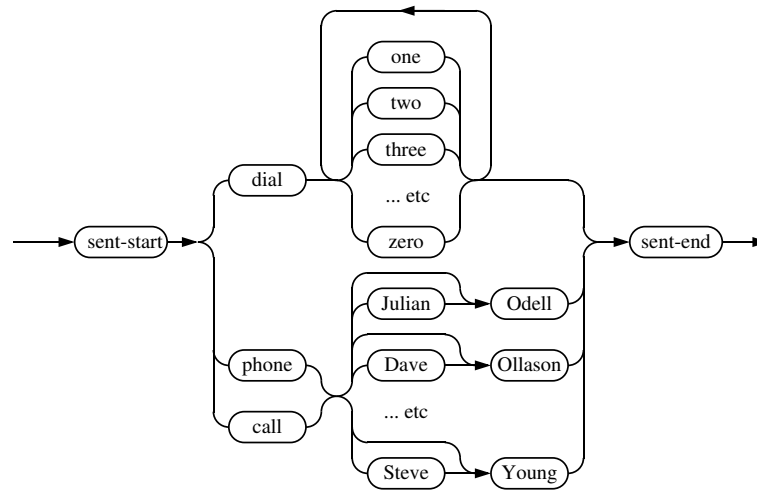 one
two
three
dial
... etc
sent-start
zero
sent-end
Julian
Odell
phone
Dave
Ollason
... etc
call
Steve
Young